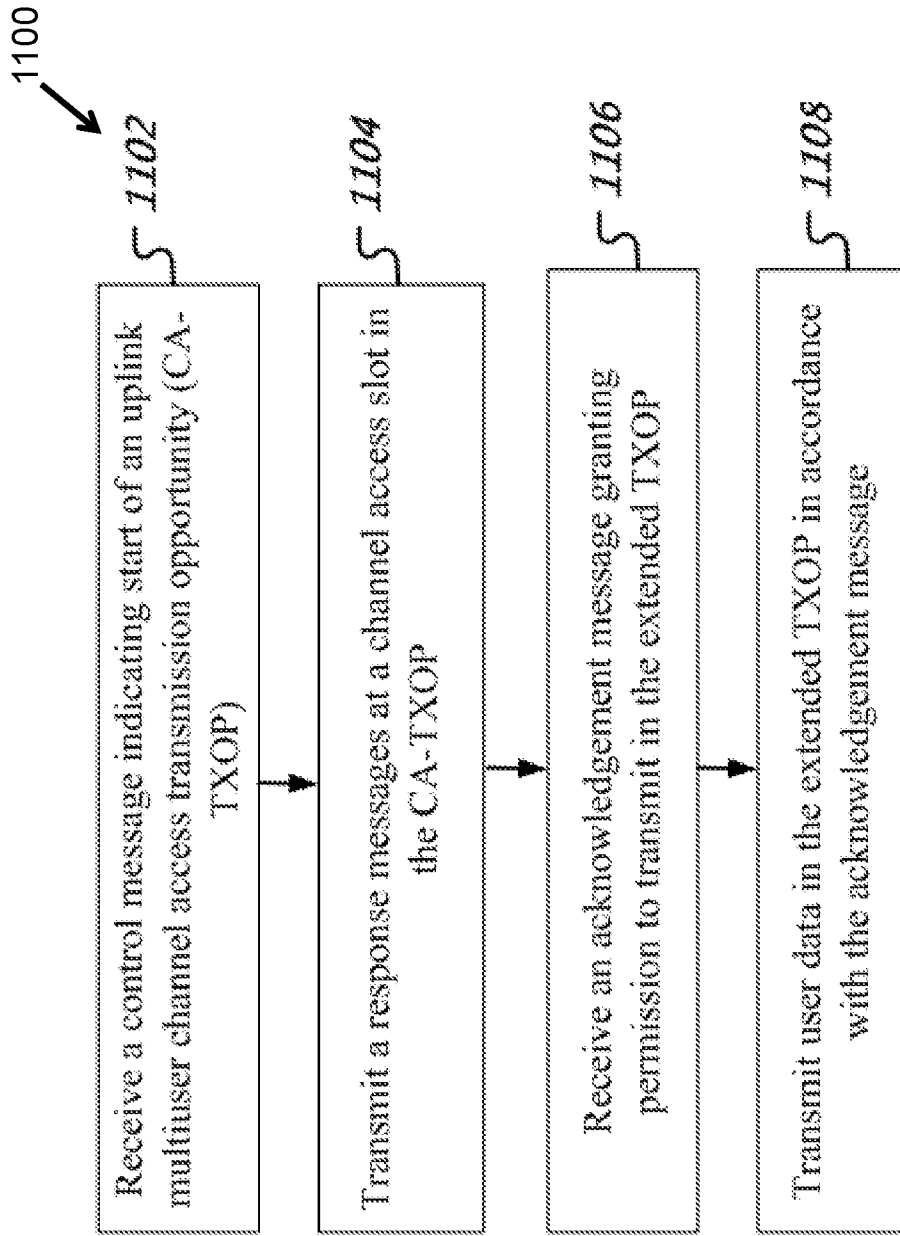 1100
Receive a control message indicating start of an uplink
multiuser channel access transmission opportunity (CA-
TXOP)
1102
Transmit a response messages at a channel access slot in
the CA-TXOP
1104
Receive an acknowledgement message granting
permission to transmit in the extended TXOP
1106
Transmit user data in the extended TXOP in accordance
with the acknowledgement message
1108